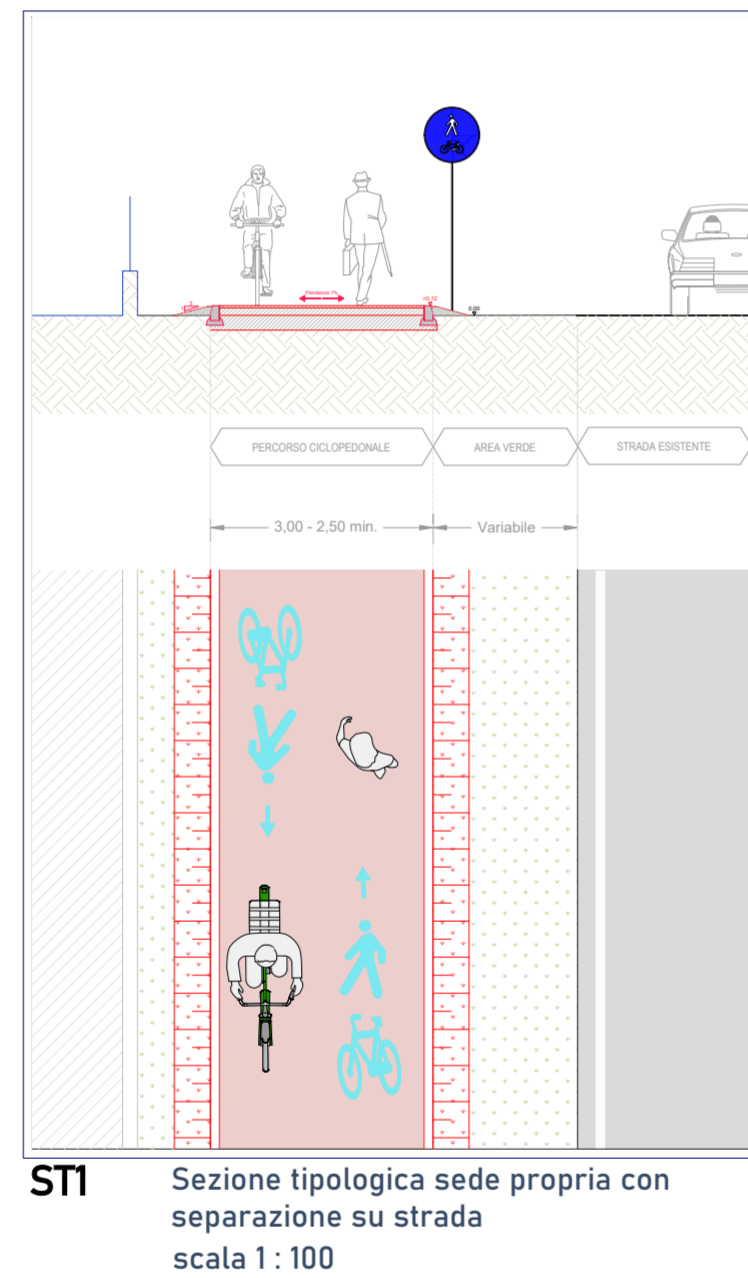 Pendenza 1%
+0.12
0.00
PERCORSO CICLOPEDONALE
AREA VERDE
STRADA ESISTENTE
3,00 - 2,50 min.
Variabile
ST1
Sezione tipologica sede propria con
separazione su strada
scala 1 : 100